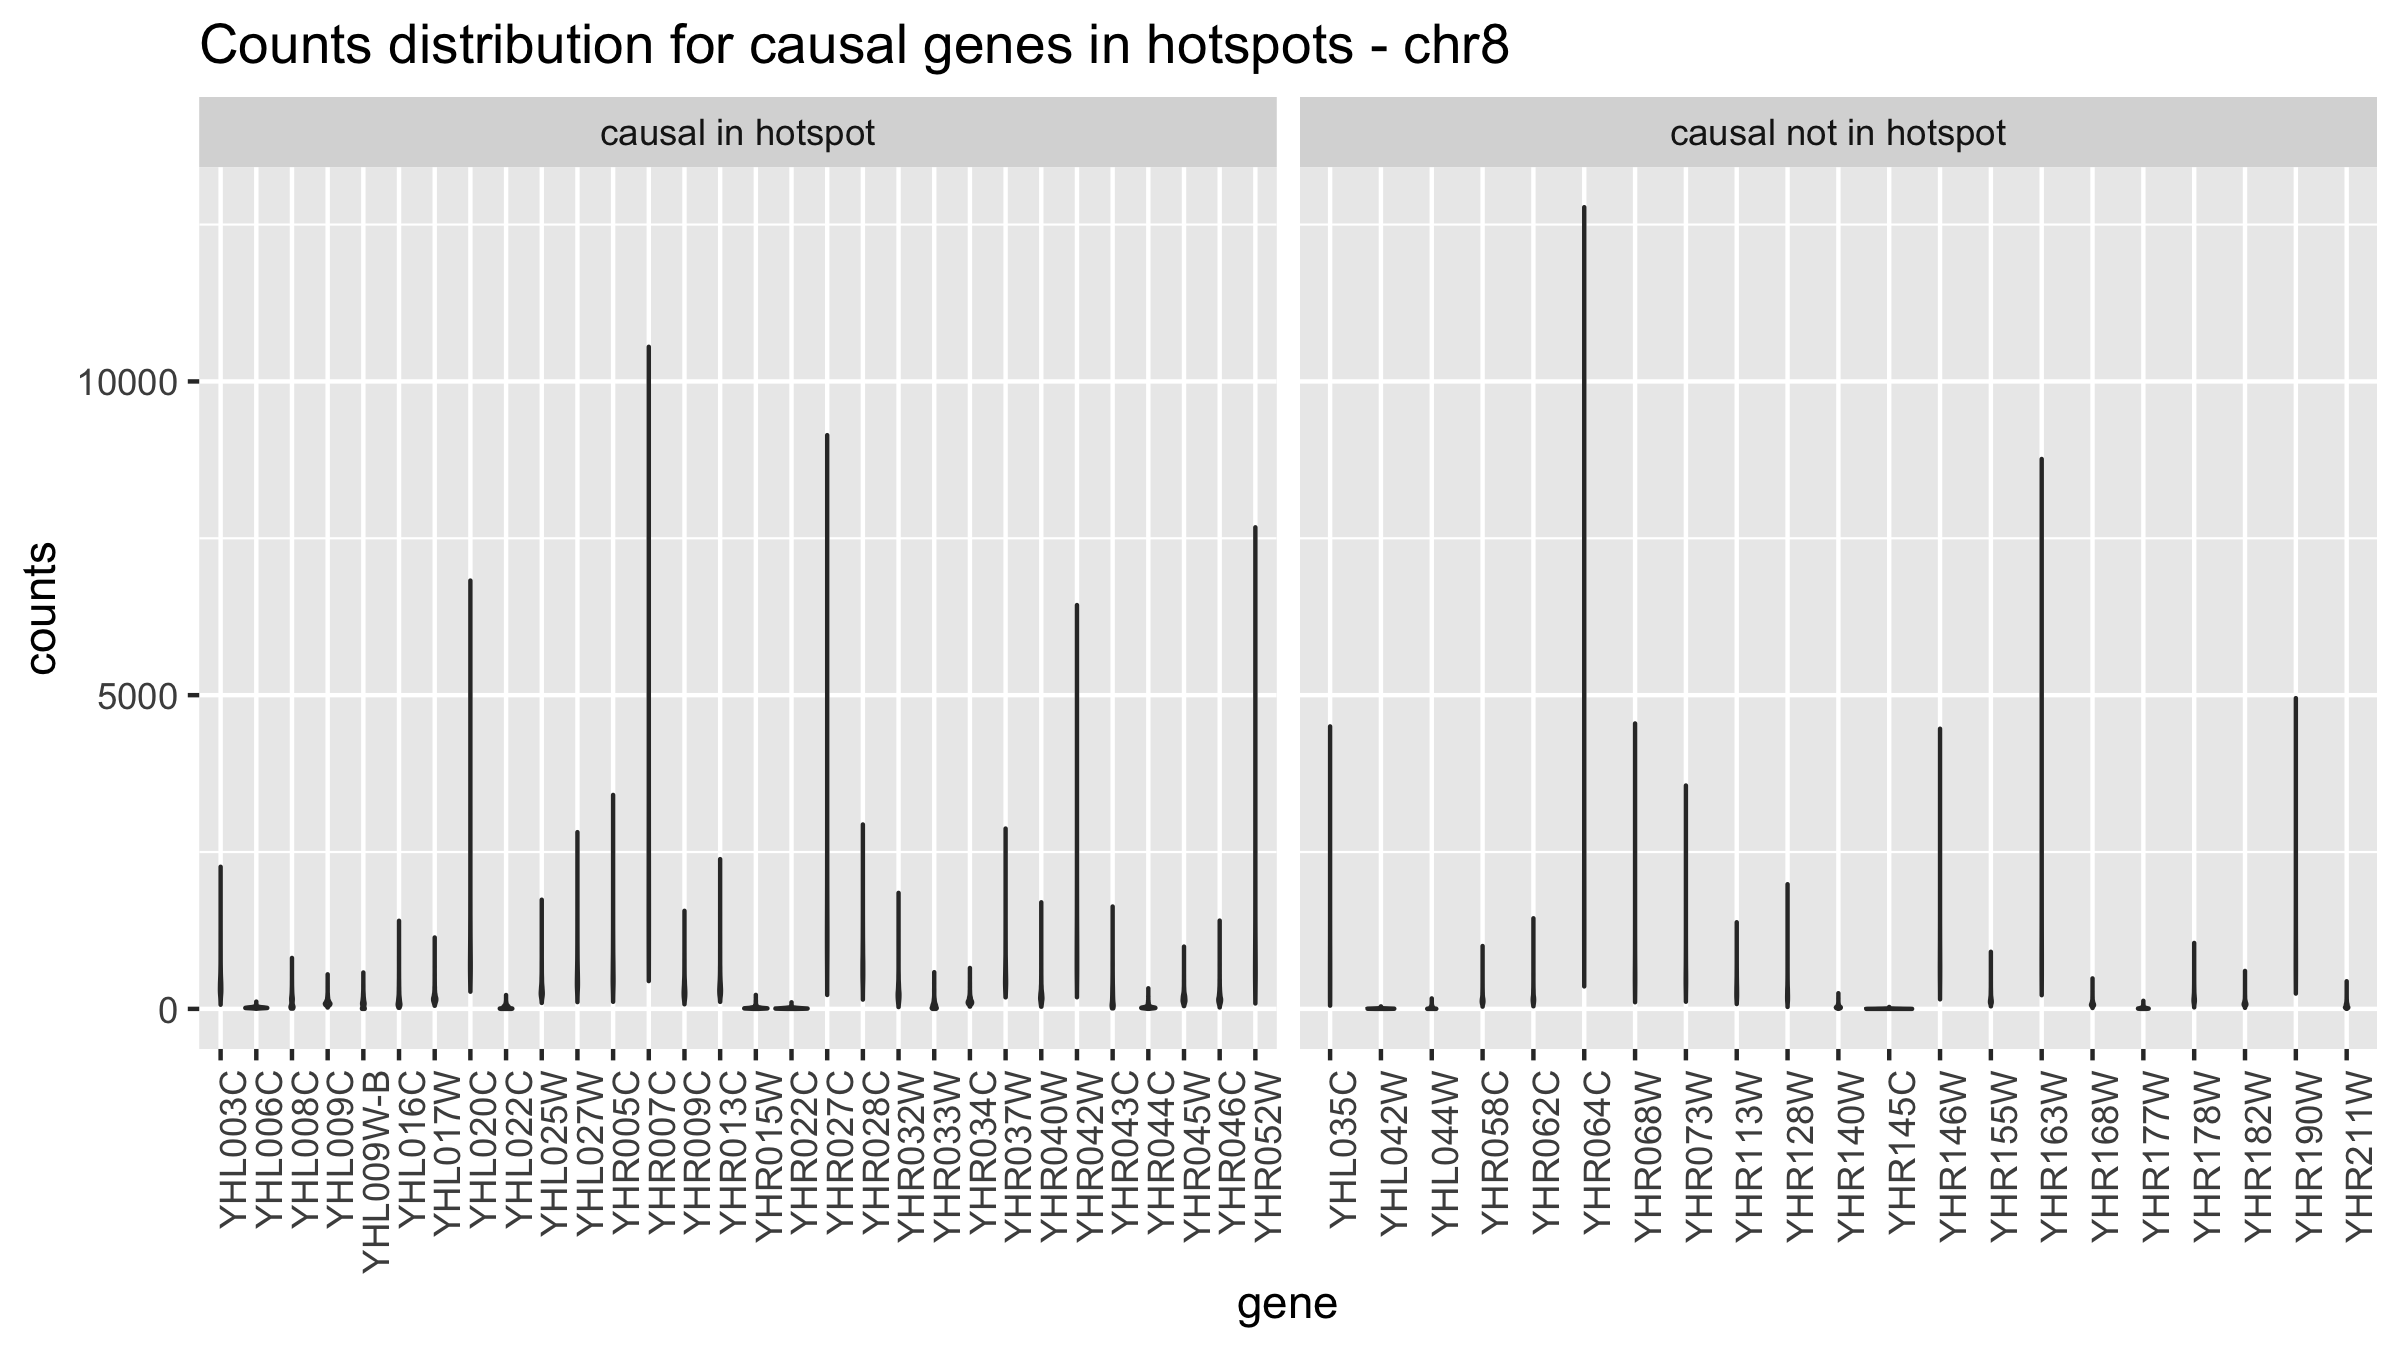 Counts distribution for causal genes in hotspots - chr8
causal in hotspot
causal not in hotspot
counts
10000
5000
0
YHL003C
YHL006C
YHL008C
YHL009C
YHL009W-B
YHL016C
YHL017W
YHL020C
YHL022C
YHL025W
YHL027W
YHR005C
YHR007C
YHR009C
YHR013C
YHR015W
YHR022C
YHR027C
YHR028C
YHR032W
YHR033W
YHR034C
YHR037W
YHR040W
YHR042W
YHR043C
YHR044C
YHR045W
YHR046C
YHR052W
YHL035C
YHL042W
YHL044W
YHR058C
YHR062C
YHR064C
YHR068W
YHR073W
YHR113W
YHR128W
YHR140W
YHR145C
YHR146W
YHR155W
YHR163W
YHR168W
YHR177W
YHR178W
YHR182W
YHR190W
YHR211W
gene